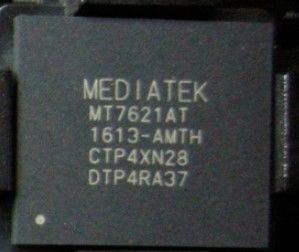 MEDIATEK
MT7621AT
1613-AMTH
CTP4XN28
DTP4RA37